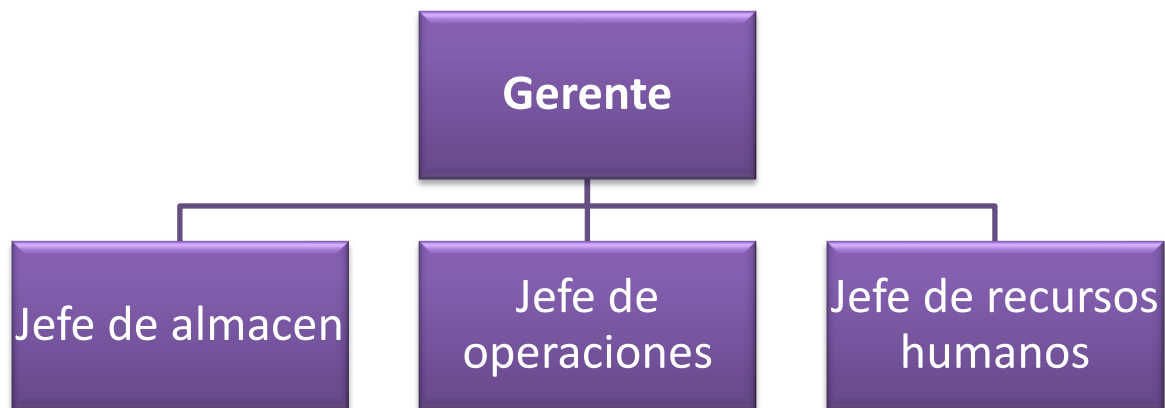 Gerente
Jefe de almacen
Jefe de
operaciones
Jefe de recursos
humanos